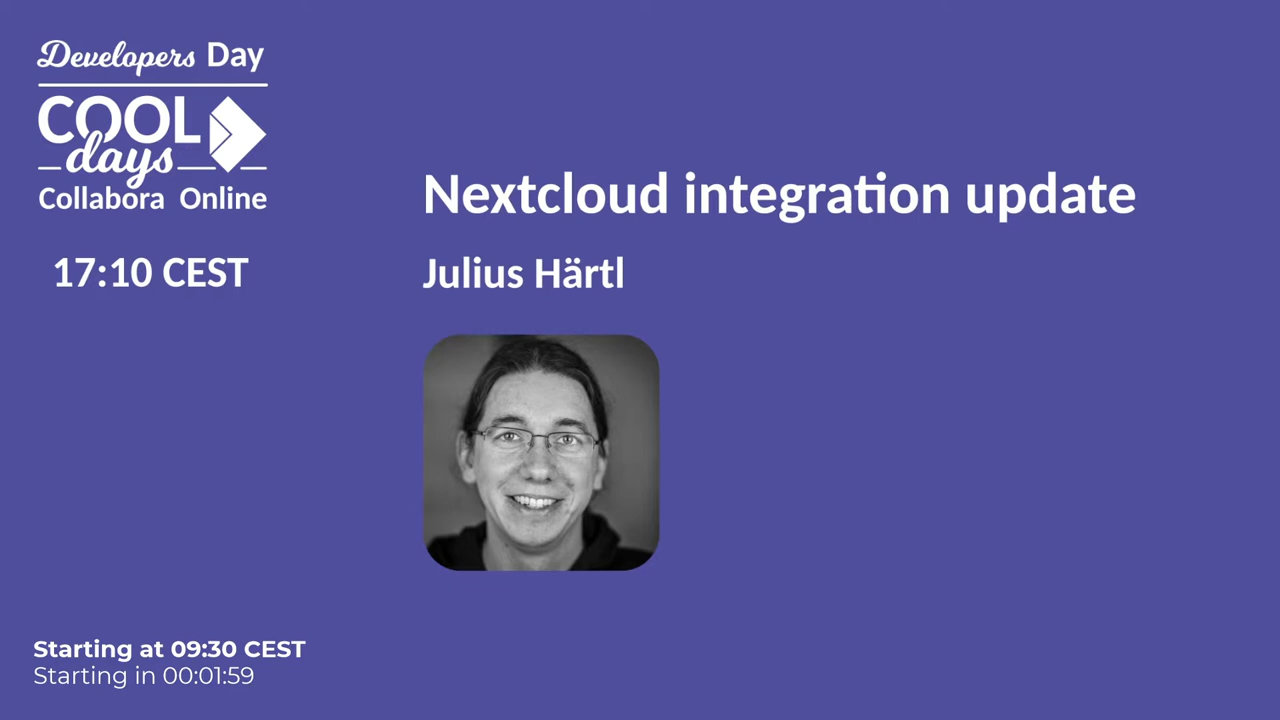 Developers Day
COOL
days
Collabora Online
17:10 CEST
Nextcloud integration update
Julius Härtl
Starting at 09:30 CEST
Starting in 00:01:59